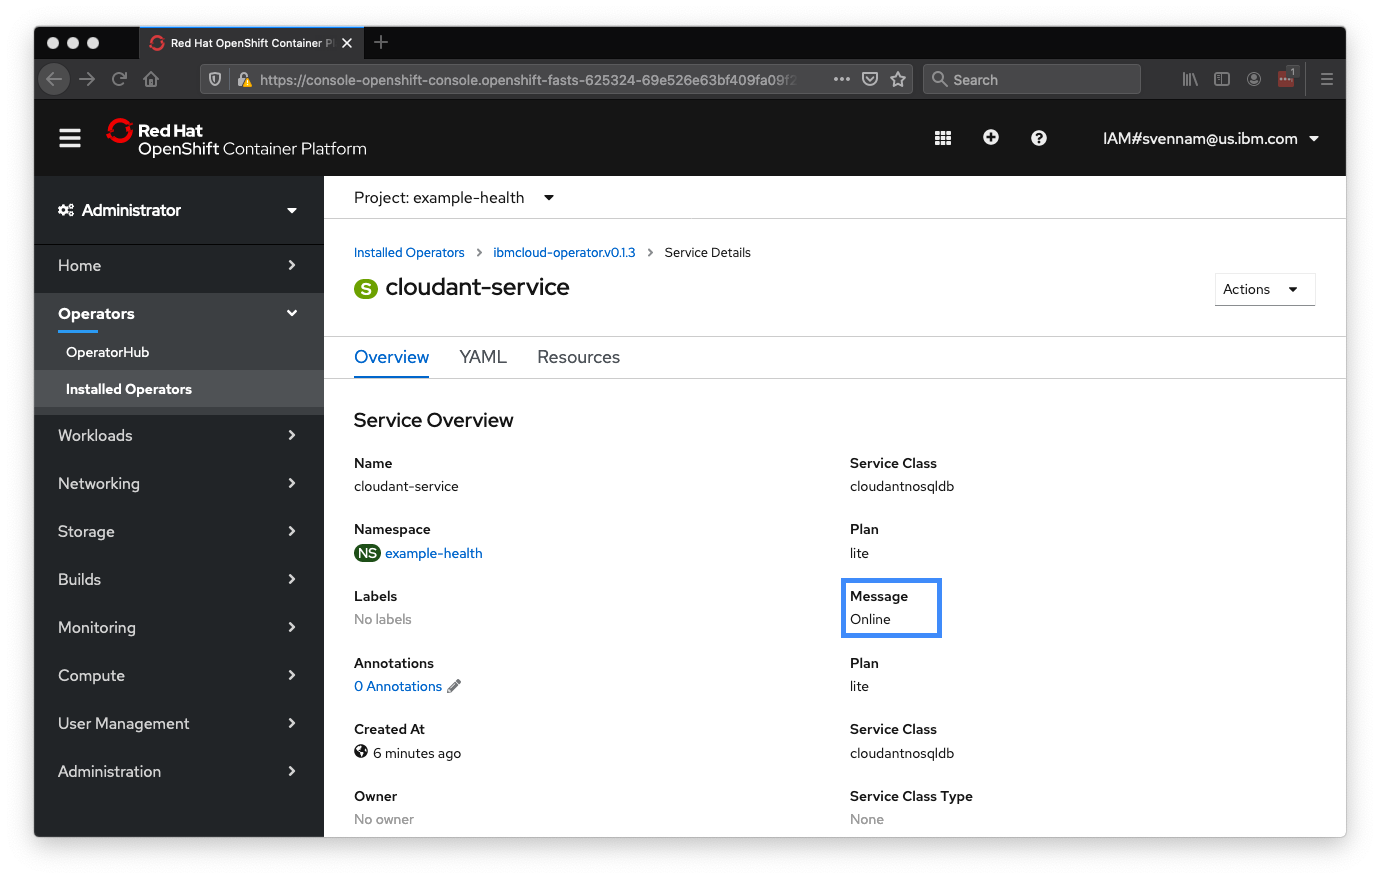 Red Hat OpenShift Container P
https://console-openshift-console.openshift-fasts-625324-69e526e63bf409fa09f2
Search
1
Red Hat
OpenShift Container Platform
IAM#svennam@us.ibm.com
Administrator
Home
Operators
OperatorHub
Installed Operators
Workloads
Networking
Storage
Builds
Monitoring
Compute
User Management
Administration
Project: example-health
Installed Operators > ibmcloud-operator.v0.1.3 > Service Details
S cloudant-service
Actions
Overview YAML Resources
Service Overview
Name
cloudant-service
Service Class
cloudantnosqldb
Namespace
NS example-health
Plan
lite
Labels
No labels
Message
Online
Annotations
0 Annotations
Plan
lite
Created At
6 minutes ago
Service Class
cloudantnosqldb
Owner
No owner
Service Class Type
None